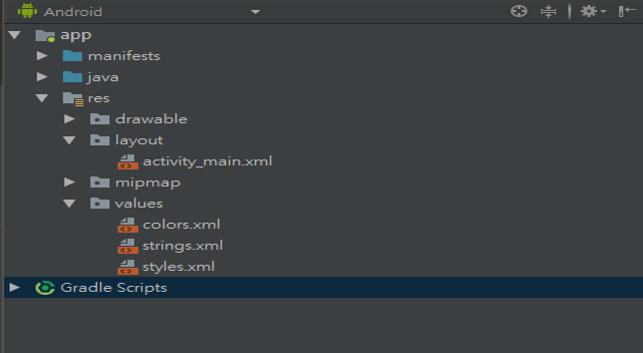 Android
app
manifests
java
res
drawable
layout
activity_main.xml
mipmap
values
colors.xml
strings.xml
styles.xml
Gradle Scripts